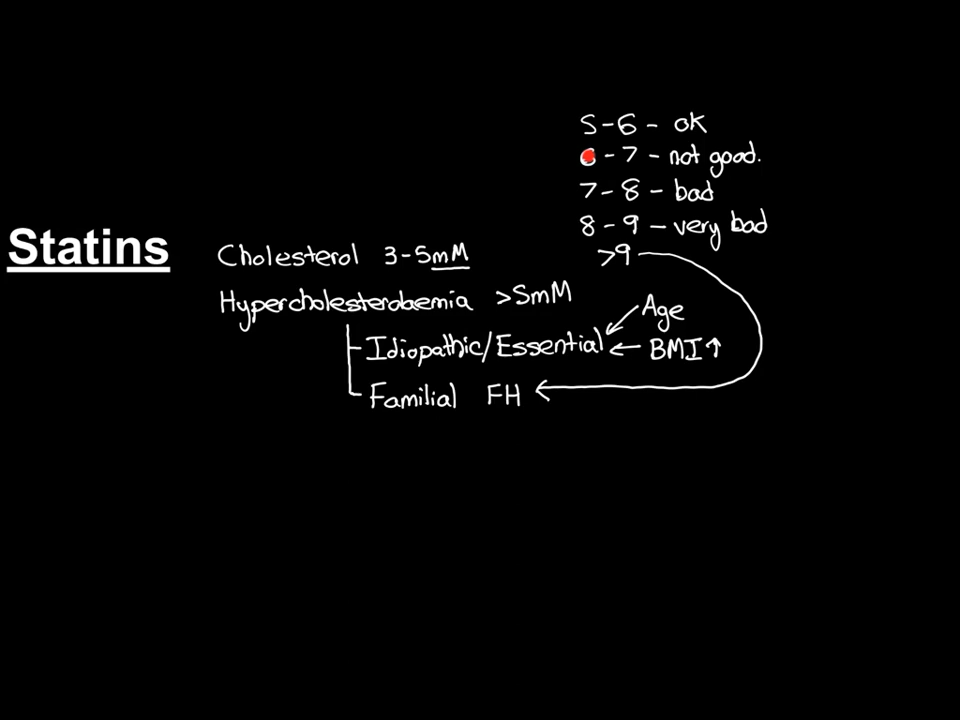 5-6 - ok
6-7 - not good.
7-8 - bad
8-9 - very bad
>9
Statins
Cholesterol 3-5mM
Hypercholesterolaemia >5mM
Age
Idiopathic/Essential
BMI↑
Familial FH